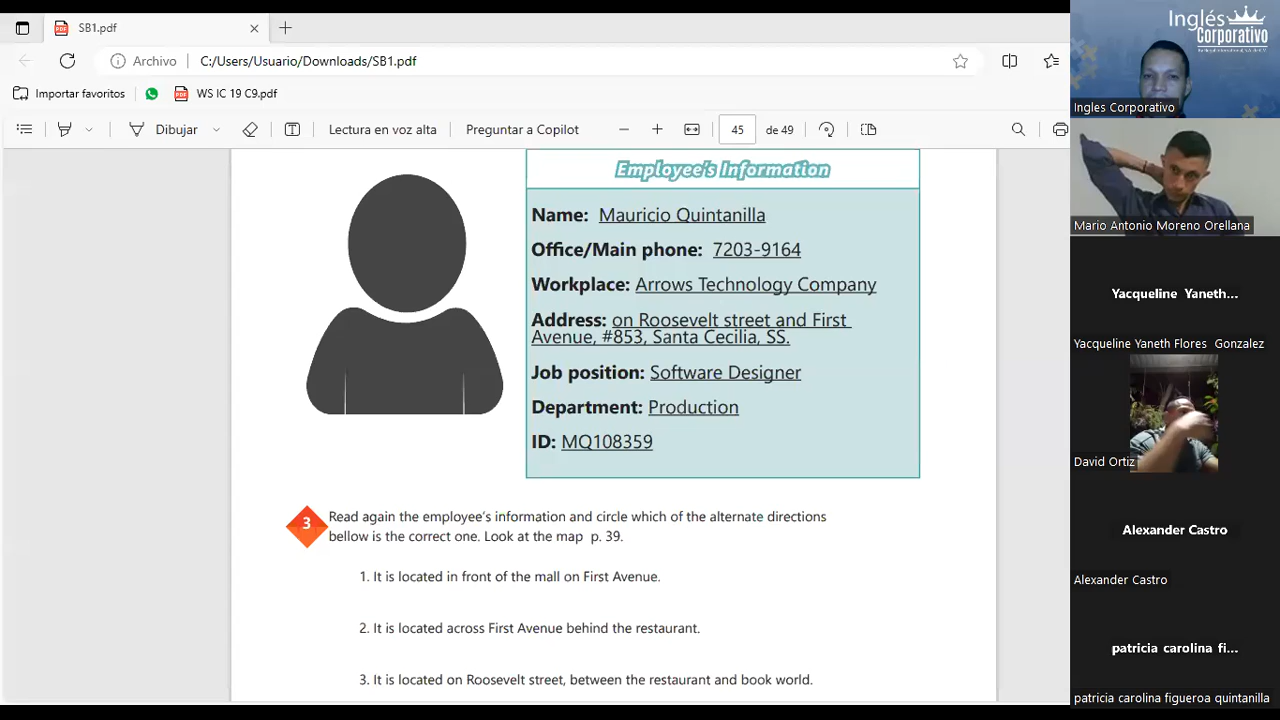 SB1.pdf
Archivo
C:/Users/Usuario/Downloads/SB1.pdf
Importar favoritos
WS IC 19 C9.pdf
Dibujar
Lectura en voz alta
Preguntar a Copilot
45
de 49
Employee's Information
Name: Mauricio Quintanilla
Office/Main phone: 7203-9164
Workplace: Arrows Technology Company
Address: on Roosevelt street and First
Avenue, #853, Santa Cecilia, SS.
Job position: Software Designer
Department: Production
ID: MQ108359
3
Read again the employee's information and circle which of the alternate directions
bellow is the correct one. Look at the map p. 39.
1. It is located in front of the mall on First Avenue.
2. It is located across First Avenue behind the restaurant.
3. It is located on Roosevelt street, between the restaurant and book world.
Inglés
Corporativo
Ingles Corporativo
Mario Antonio Moreno Orellana
Yacqueline Yaneth...
Yacqueline Yaneth Flores Gonzalez
David Ortiz
Alexander Castro
Alexander Castro
patricia carolina fi...
patricia carolina figueroa quintanilla